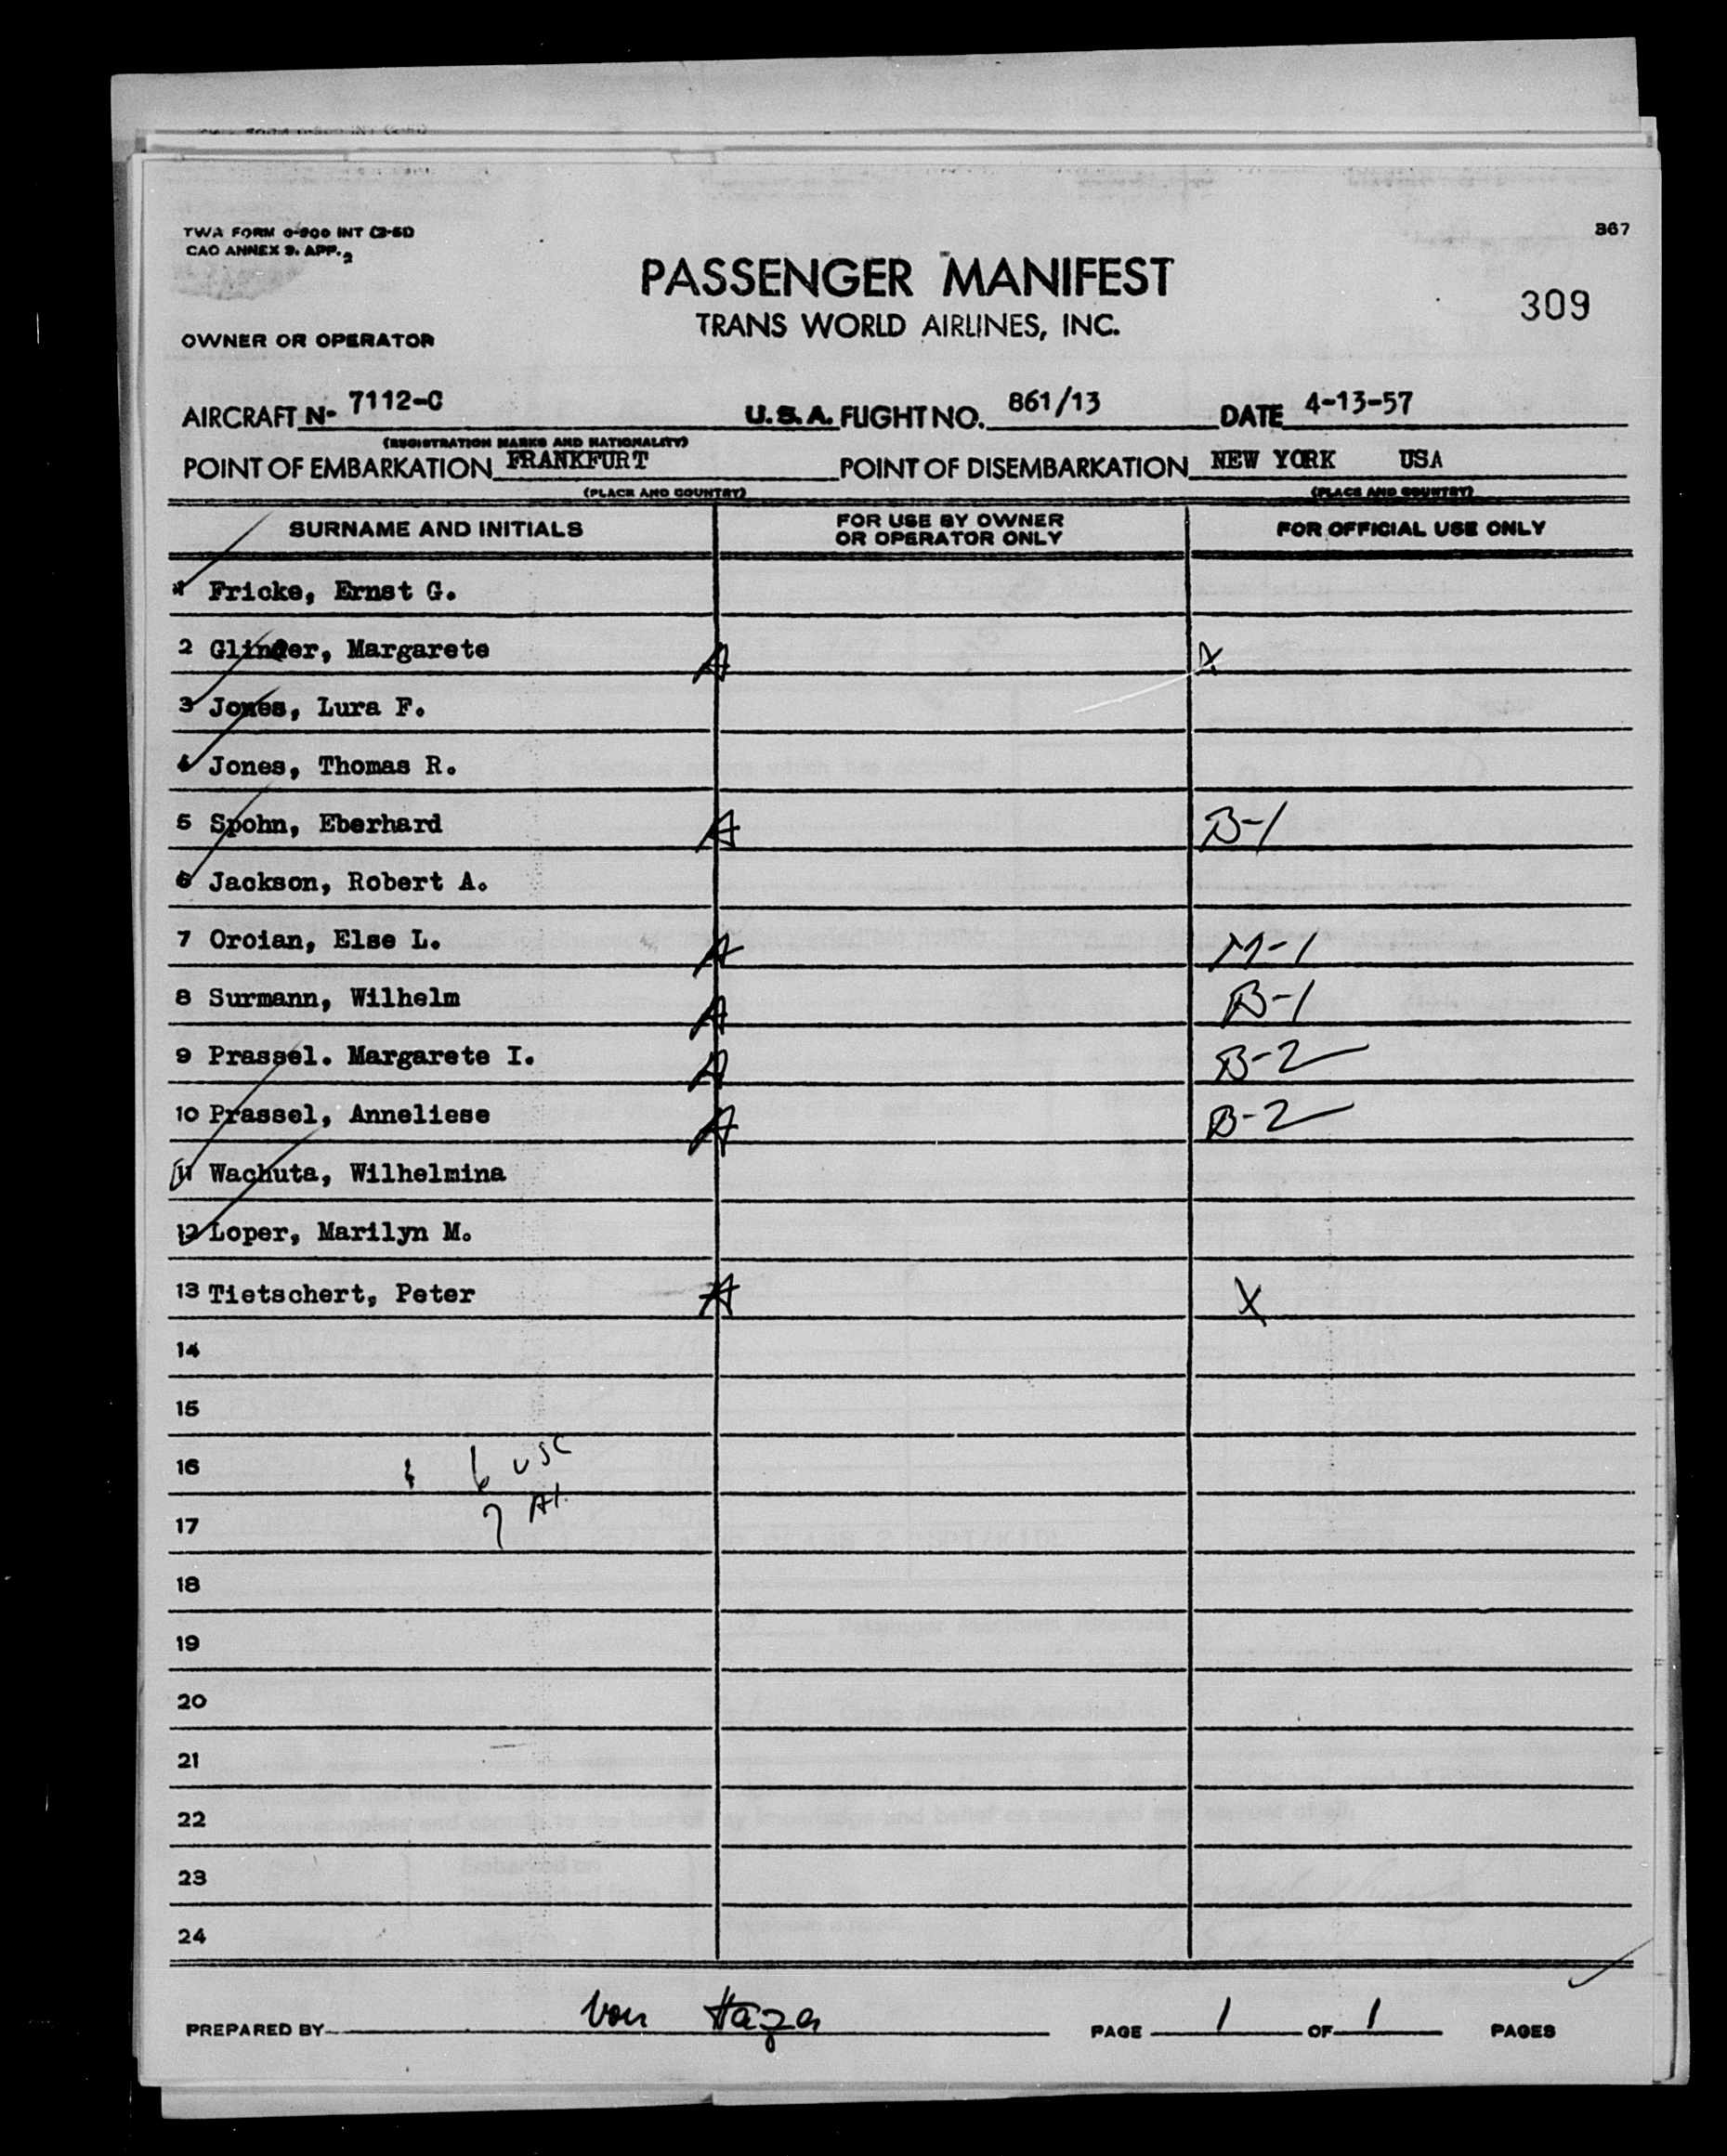 TWA FORM 0-900 INT (2-51)
CAO ANNEX 9. APP. 2
367
PASSENGER MANIFEST
TRANS WORLD AIRLINES, INC.
309
OWNER OR OPERATOR
AIRCRAFT N- 7112-C U.S.A. FLIGHT NO. 861/13 DATE 4-13-57
(REGISTRATION MARKS AND NATIONALITY)
POINT OF EMBARKATION FRANKFURT POINT OF DISEMBARKATION NEW YORK USA
(PLACE AND COUNTRY) (PLACE AND COUNTRY)
SURNAME AND INITIALS FOR USE BY OWNER OR OPERATOR ONLY FOR OFFICIAL USE ONLY
1 Fricke, Ernst G.
2 Glinder, Margarete A X
3 Jones, Lura F.
4 Jones, Thomas R.
5 Spohn, Eberhard A B-1
6 Jackson, Robert A.
7 Oroian, Else L. A M-1
8 Surmann, Wilhelm A B-1
9 Prassel. Margarete I. A B-2
10 Prassel, Anneliese A B-2
11 Wachuta, Wilhelmina
12 Loper, Marilyn M.
13 Tietschert, Peter A X
14
15
16 6 USC
17 7 Al.
18
19
20
21
22
23
24
PREPARED BY von Haza PAGE 1 OF 1 PAGES